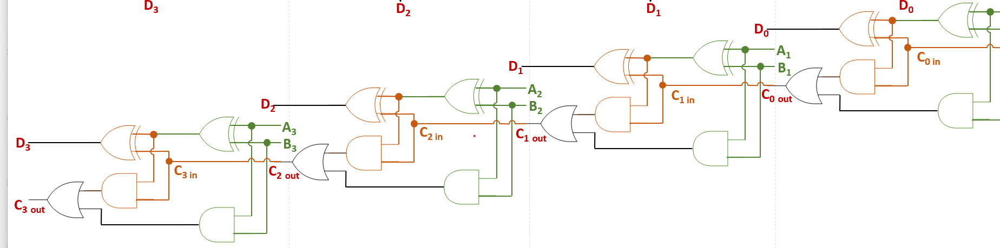 D3
D2
D1
D0
D0
C0 in
A1
B1
D1
C1 in
C0 out
A2
B2
D2
C2 in
C1 out
A3
B3
D3
C3 in
C2 out
C3 out